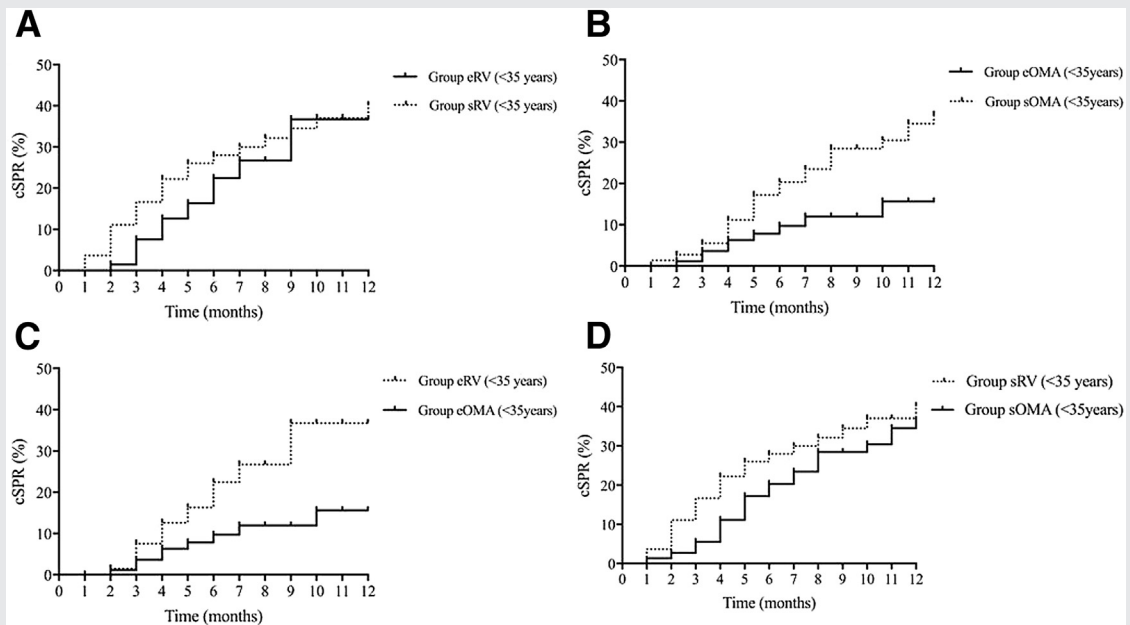 A
50
40
30
20
10
0
cSPR (%)
0 1 2 3 4 5 6 7 8 9 10 11 12
Time (months)
Group eRV (<35 years)
Group sRV (<35 years)
B
50
40
30
20
10
0
cSPR (%)
0 1 2 3 4 5 6 7 8 9 10 11 12
Time (months)
Group eOMA (<35years)
Group sOMA (<35years)
C
50
40
30
20
10
0
cSPR (%)
0 1 2 3 4 5 6 7 8 9 10 11 12
Time (months)
Group eRV (<35 years)
Group eOMA (<35years)
D
50
40
30
20
10
0
cSPR (%)
0 1 2 3 4 5 6 7 8 9 10 11 12
Time (months)
Group sRV (<35 years)
Group sOMA (<35years)